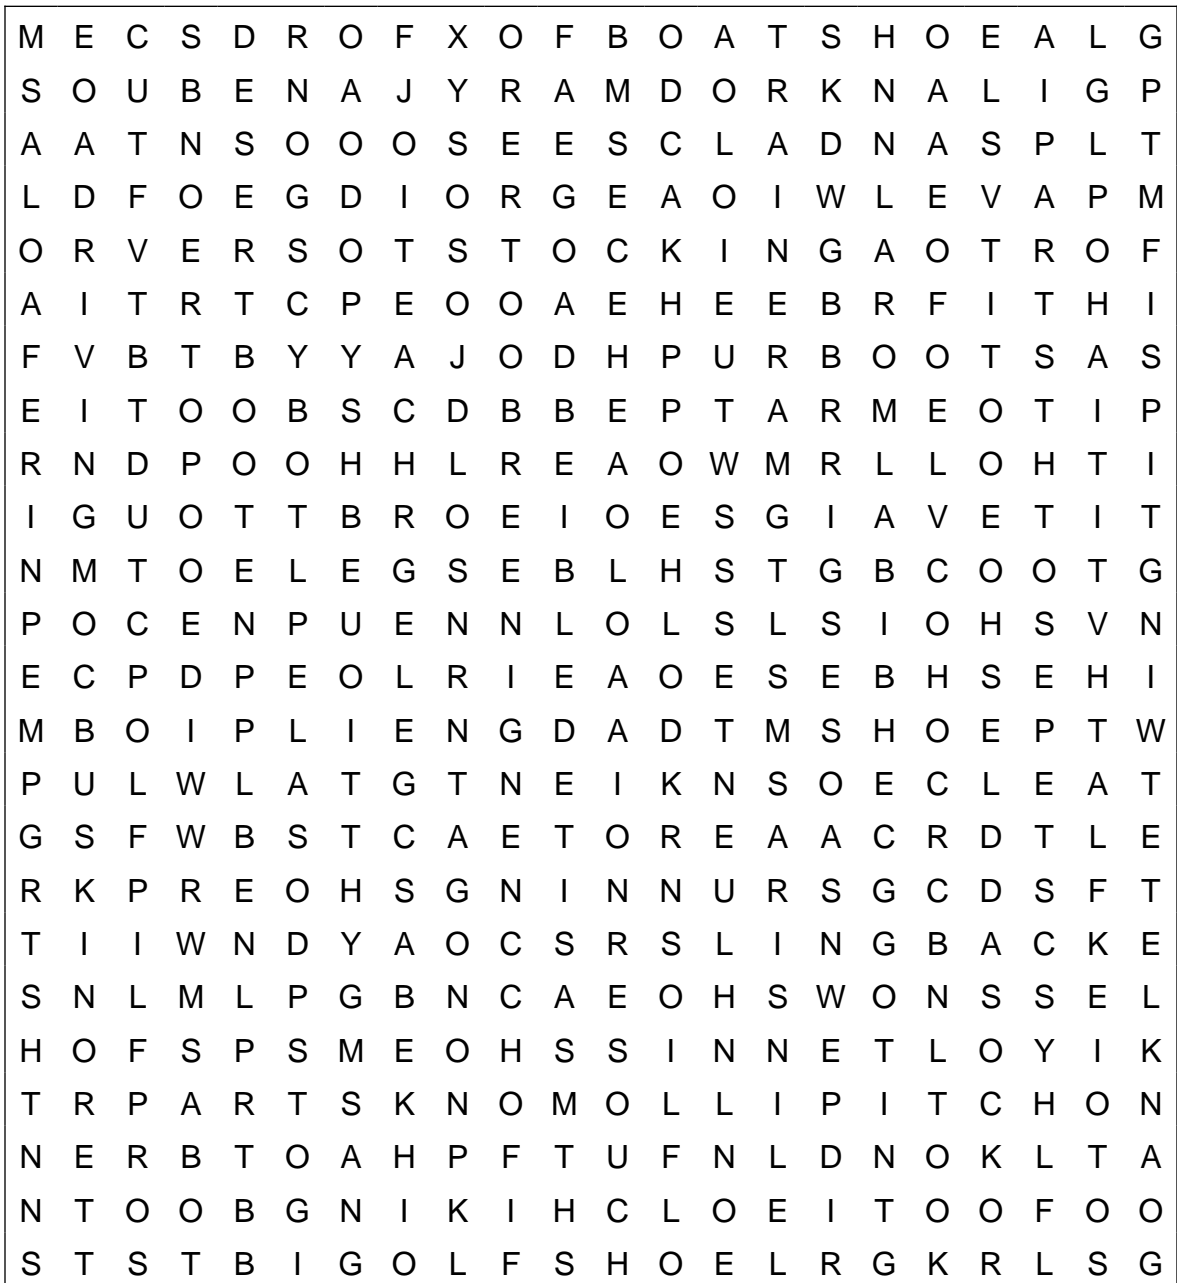 M E C S D R O F X O F B O A T S H O E A L G
S O U B E N A J Y R A M D O R K N A L I G P
A A T N S O O O S E E S C L A D N A S P L T
L D F O E G D I O R G E A O I W L E V A P M
O R V E R S O T S T O C K I N G A O T R O F
A I T R T C P E O O A E H E E B R F I T H I
F V B T B Y Y A J O D H P U R B O O T S A S
E I T O O B S C D B B E P T A R M E O T I P
R N D P O O H H L R E A O W M R L L O H T I
I G U O T T B R O E I O E S G I A V E T I T
N M T O E L E G S E B L H S T G B C O O T G
P O C E N P U E N N L O L S L S I O H S V N
E C P D P E O L R I E A O E S E B H S E H I
M B O I P L I E N G D A D T M S H O E P T W
P U L W L A T G T N E I K N S O E C L E A T
G S F W B S T C A E T O R E A A C R D T L E
R K P R E O H S G N I N N U R S G C D S F T
T I I W N D Y A O C S R S L I N G B A C K E
S N L M L P G B N C A E O H S W O N S S E L
H O F S P S M E O H S S I N N E T L O Y I K
T R P A R T S K N O M O L L I P I T C H O N
N E R B T O A H P F T U F N L D N O K L T A
N T O O B G N I K I H C L O E I T O O F O O
S T S T B I G O L F S H O E L R G K R L S G